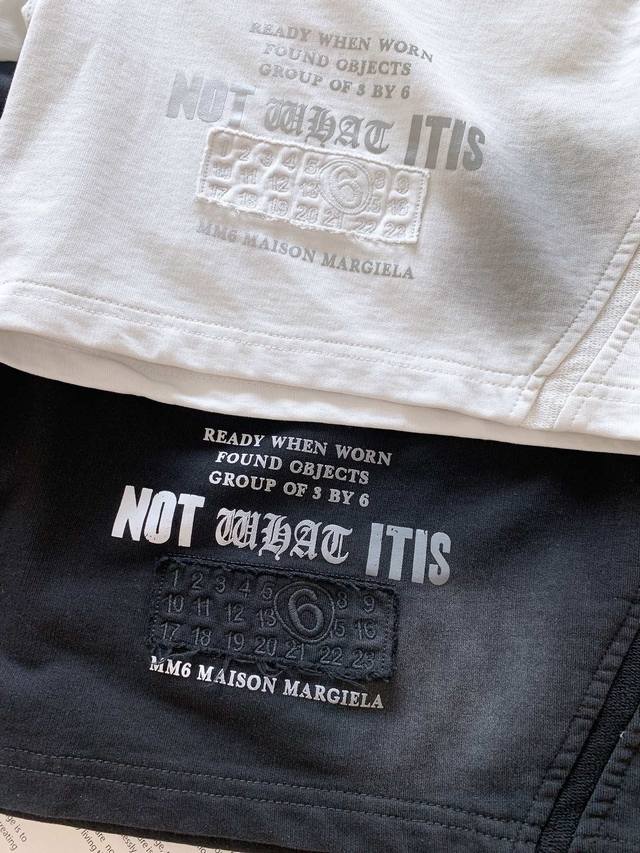 READY WHEN WORN
FOUND OBJECTS
GROUP OF 3 BY 6
NOT WHAT ITIS
1 2 3 4 5 6 8 9
10 11 12 13 15 16
17 18 19 20 21 22 23
MM6 MAISON MARGIELA
READY WHEN WORN
FOUND OBJECTS
GROUP OF 3 BY 6
NOT WHAT ITIS
1 2 3 4 5 6 8 9
10 11 12 13 15 16
17 18 19 20 21 22 23
MM6 MAISON MARGIELA